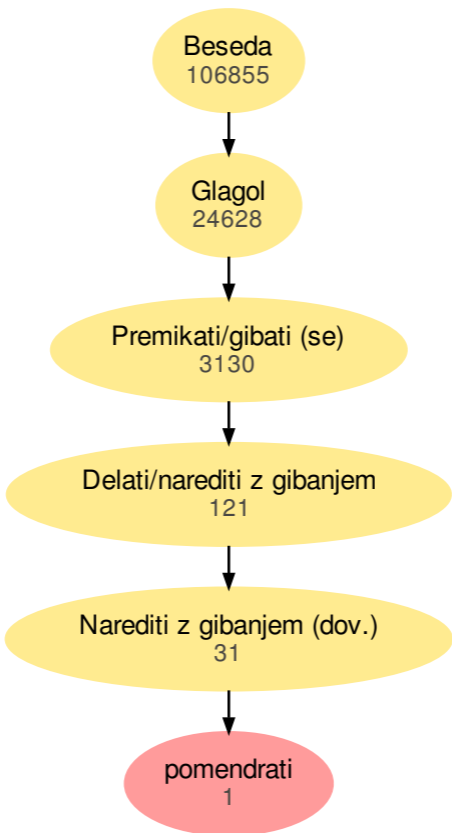 Beseda
106855
Glagol
24628
Premikati/gibati (se)
3130
Delati/narediti z gibanjem
121
Narediti z gibanjem (dov.)
31
pomendrati
1